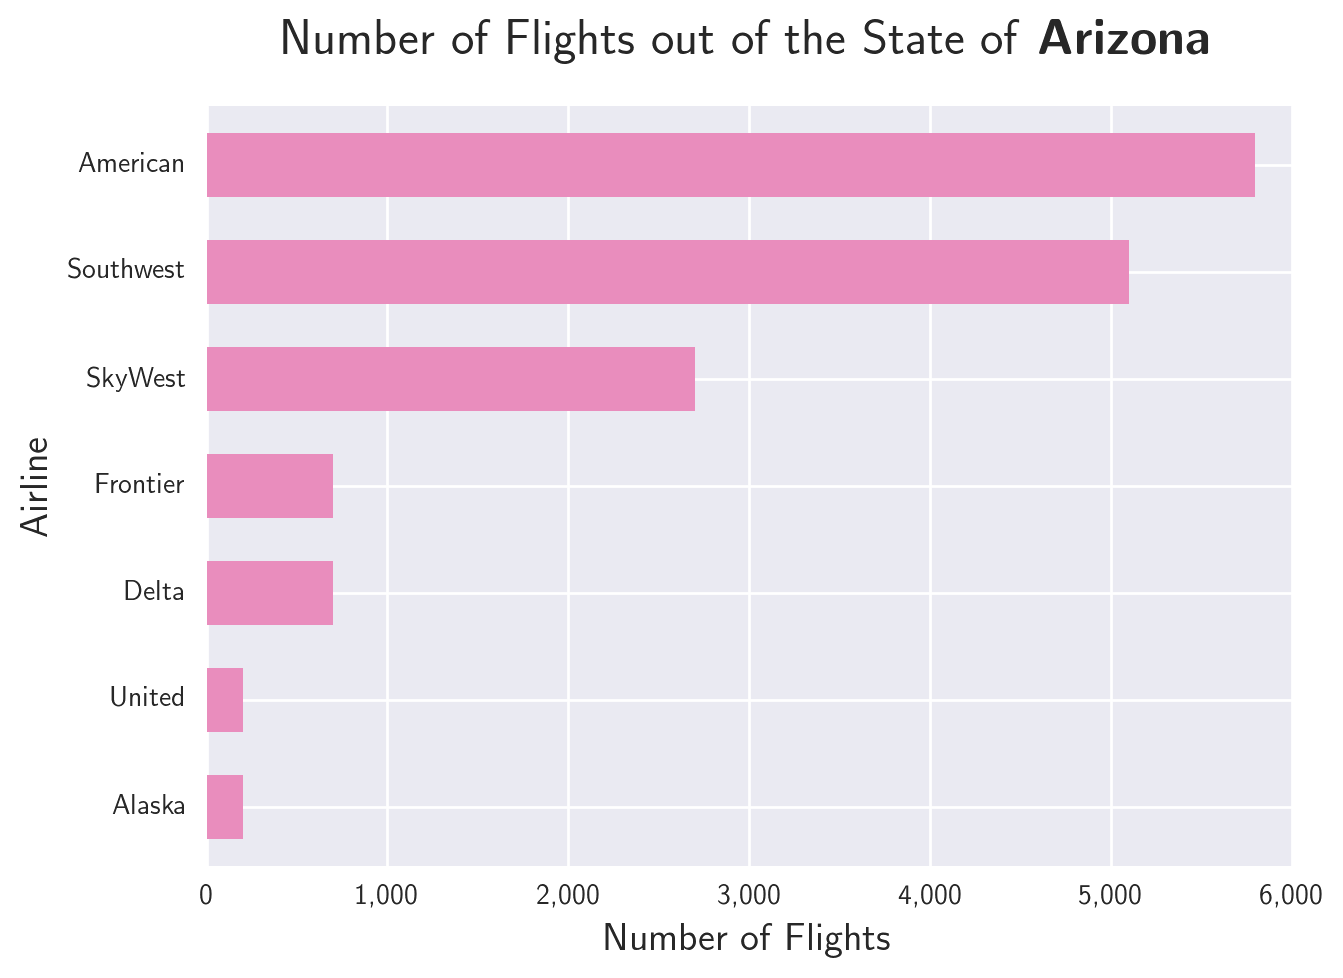 Number of Flights out of the State of Arizona
American
Southwest
SkyWest
Frontier
Delta
United
Alaska
Airline
0 1,000 2,000 3,000 4,000 5,000 6,000
Number of Flights